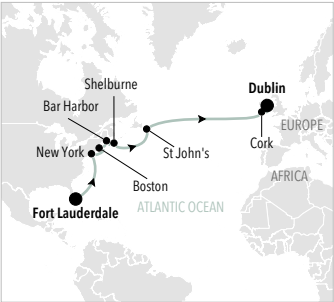 Shelburne
Bar Harbor
Dublin
New York
St John's
EUROPE
Cork
Boston
AFRICA
Fort Lauderdale
ATLANTIC OCEAN